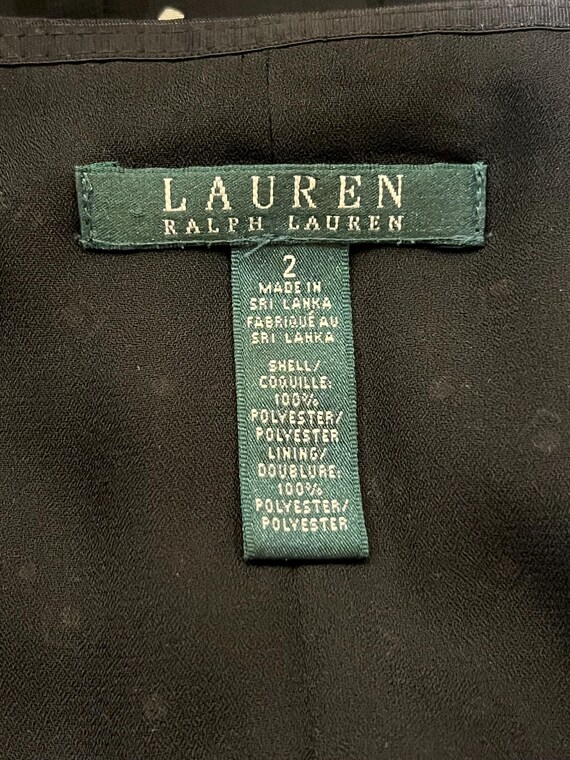 LAUREN
RALPH LAUREN
2
MADE IN
SRI LANKA
FABRIQUÉ AU
SRI LANKA
SHELL/
COQUILLE:
100%
POLYESTER/
POLYESTER
LINING/
DOUBLURE:
100%
POLYESTER/
POLYESTER